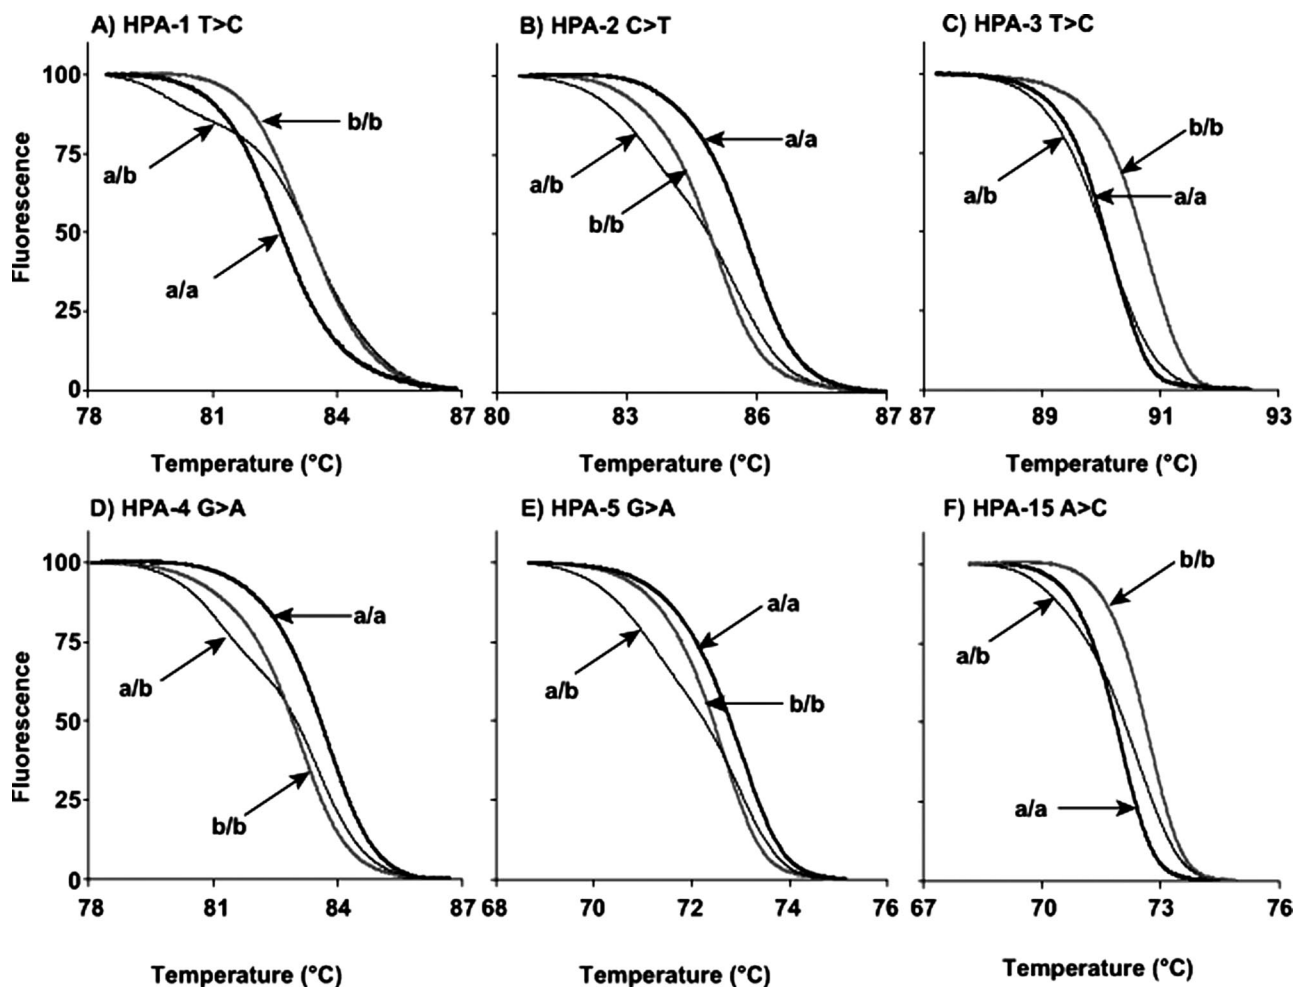 A) HPA-1 T>C
B) HPA-2 C>T
C) HPA-3 T>C
Fluorescence
100
75
50
25
0
b/b
a/b
a/a
a/a
a/b
b/b
b/b
a/b
a/a
78 81 84 87
80 83 86 87
87 89 91 93
Temperature (°C)
Temperature (°C)
Temperature (°C)
D) HPA-4 G>A
E) HPA-5 G>A
F) HPA-15 A>C
Fluorescence
100
75
50
25
0
a/a
a/b
b/b
a/a
a/b
b/b
b/b
a/b
a/a
78 81 84 87
68 70 72 74 76
67 70 73 76
Temperature (°C)
Temperature (°C)
Temperature (°C)